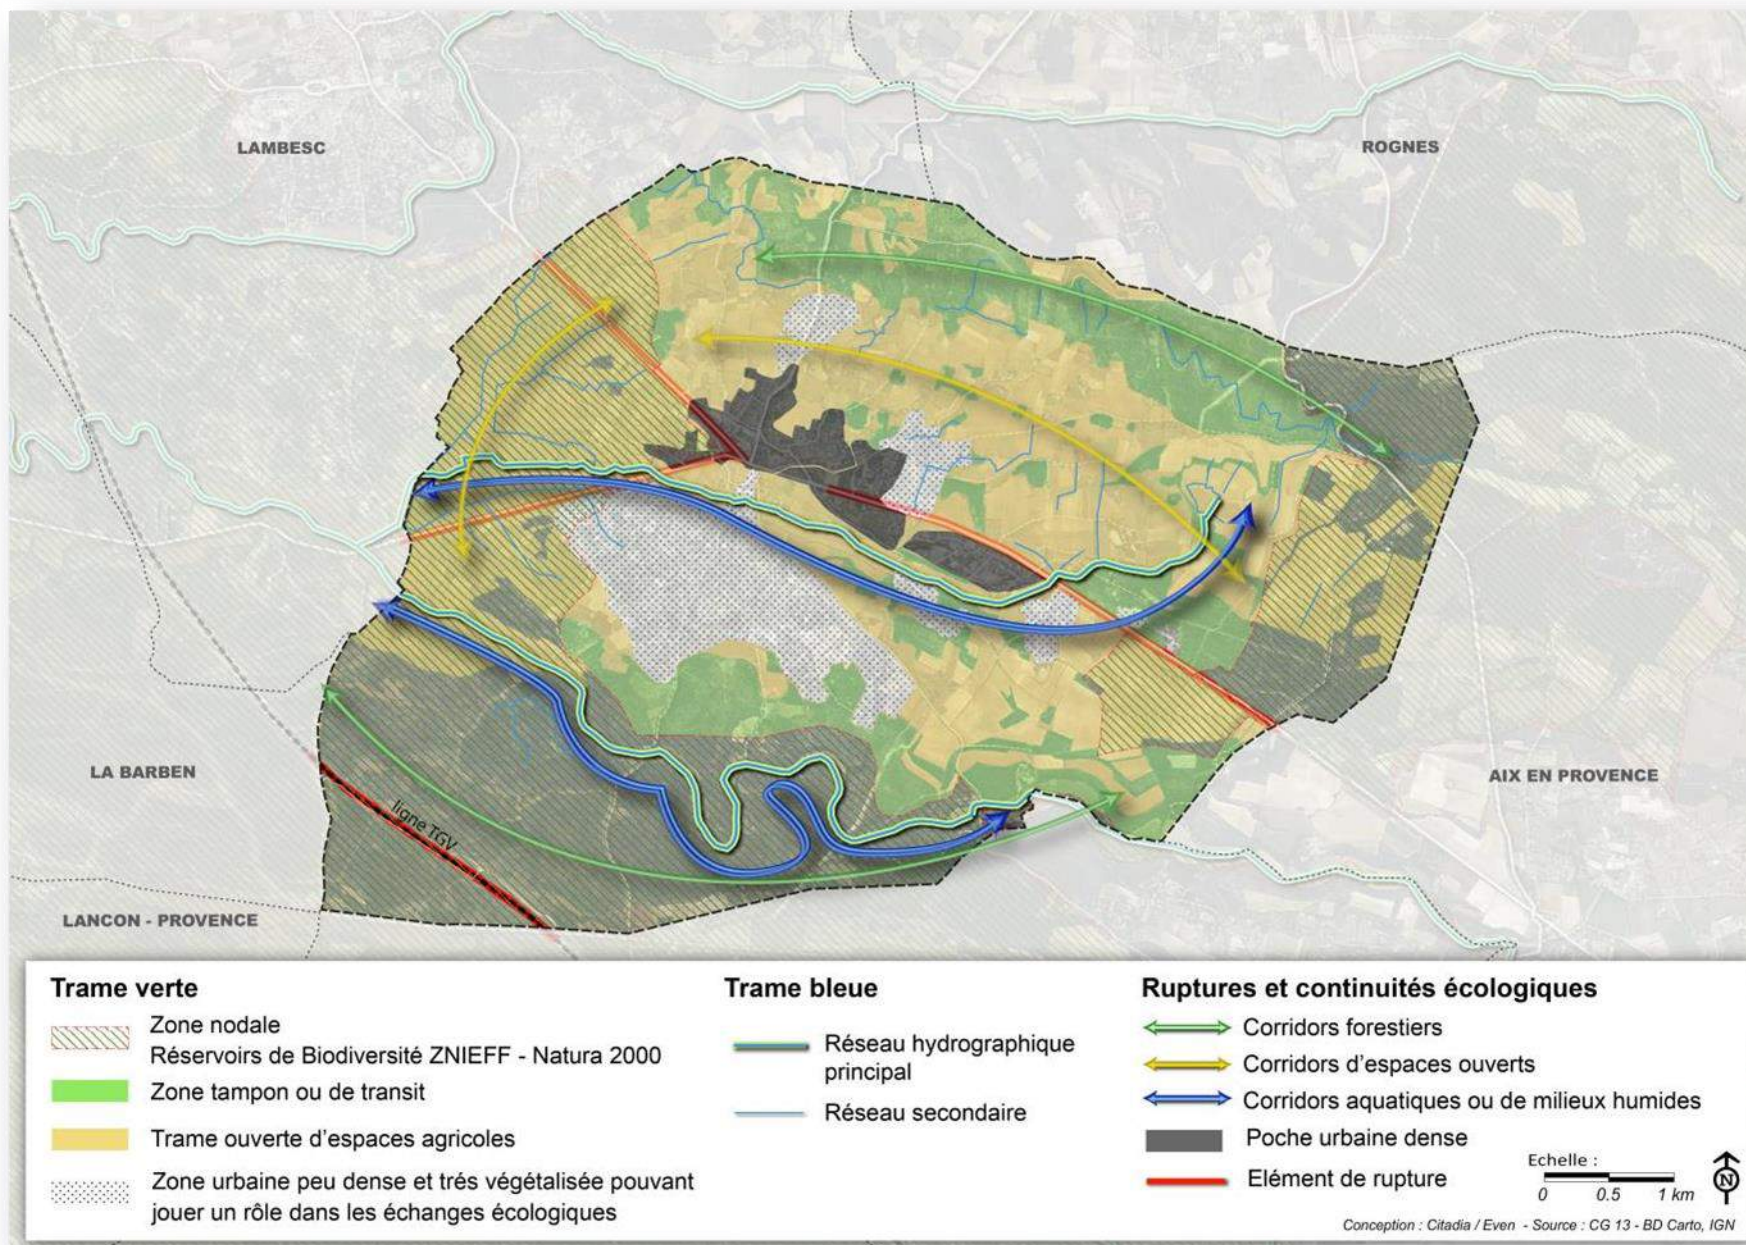 LAMBESC
ROGNES
LA BARBEN
AIX EN PROVENCE
ligne TGV
LANCON - PROVENCE
Trame verte
Zone nodale
Réservoirs de Biodiversité ZNIEFF - Natura 2000
Zone tampon ou de transit
Trame ouverte d’espaces agricoles
Zone urbaine peu dense et trés végétalisée pouvant
jouer un rôle dans les échanges écologiques
Trame bleue
Réseau hydrographique
principal
Réseau secondaire
Ruptures et continuités écologiques
Corridors forestiers
Corridors d’espaces ouverts
Corridors aquatiques ou de milieux humides
Poche urbaine dense
Elément de rupture
Echelle :
0 0.5 1 km
N
Conception : Citadia / Even - Source : CG 13 - BD Carto, IGN